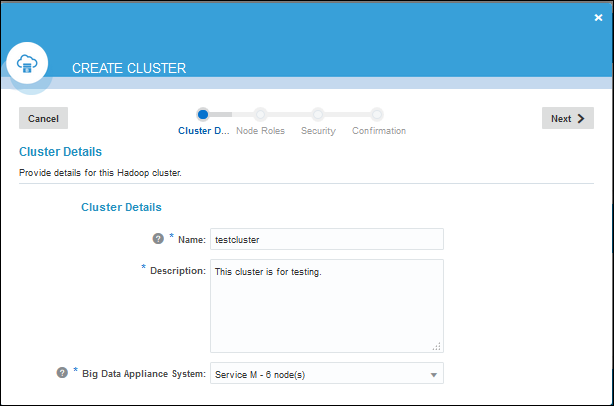 CREATE CLUSTER
Cancel
Next
Cluster D... Node Roles Security Confirmation
Cluster Details
Provide details for this Hadoop cluster.
Cluster Details
? * Name: testcluster
* Description: This cluster is for testing.
? * Big Data Appliance System: Service M - 6 node(s)